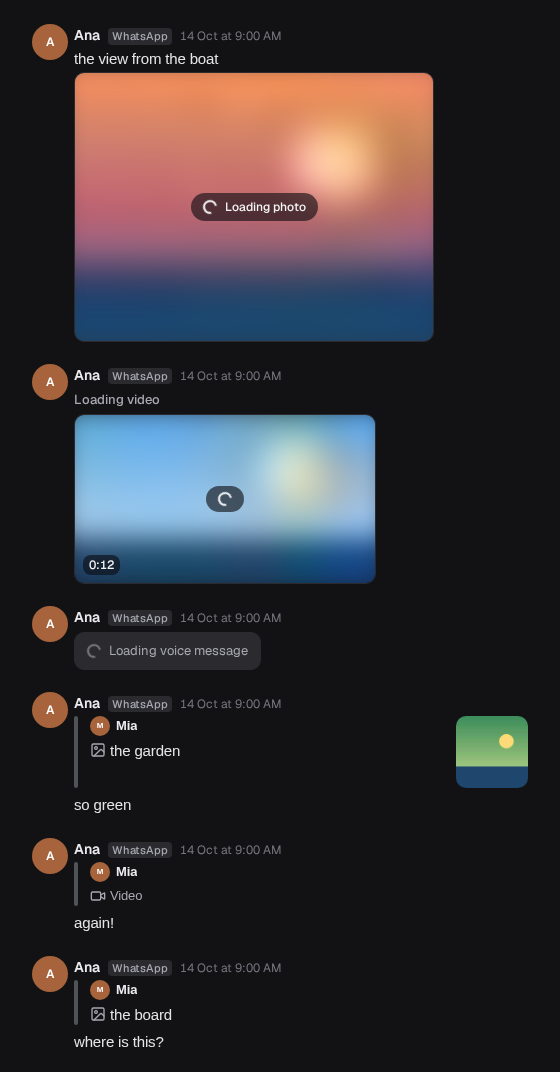 A
Ana WhatsApp 14 Oct at 9:00 AM
the view from the boat
Loading photo
A
Ana WhatsApp 14 Oct at 9:00 AM
Loading video
0:12
A
Ana WhatsApp 14 Oct at 9:00 AM
Loading voice message
A
Ana WhatsApp 14 Oct at 9:00 AM
M Mia
the garden
so green
A
Ana WhatsApp 14 Oct at 9:00 AM
M Mia
Video
again!
A
Ana WhatsApp 14 Oct at 9:00 AM
M Mia
the board
where is this?